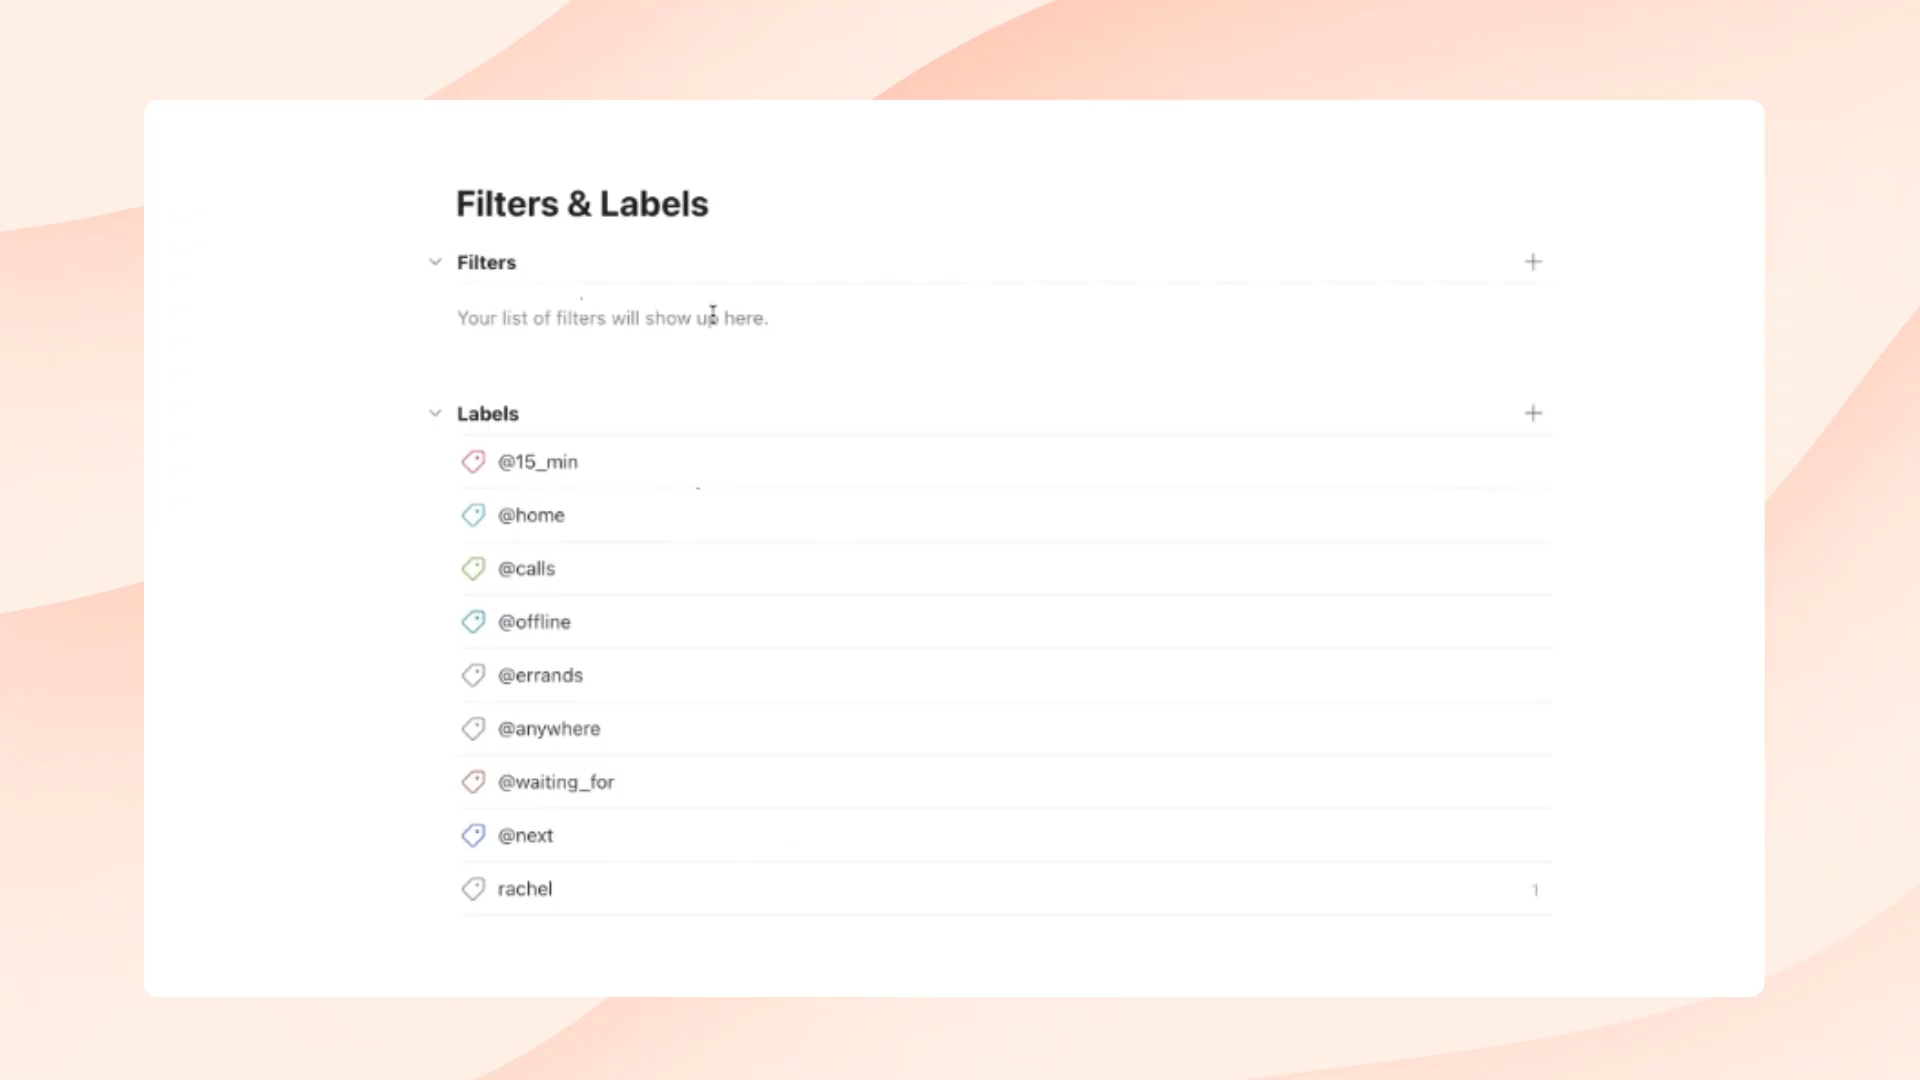 Filters & Labels
Filters
Your list of filters will show up here.
Labels
@15_min
@home
@calls
@offline
@errands
@anywhere
@waiting_for
@next
rachel 1